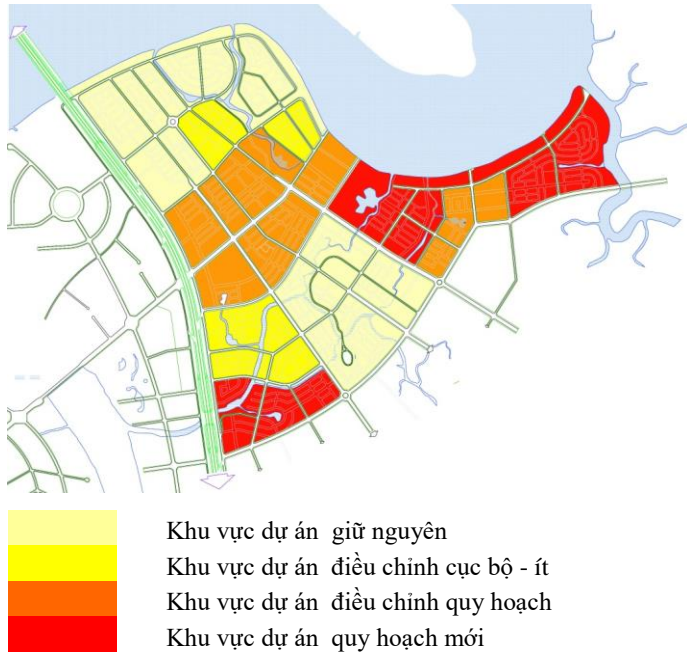 Khu vực dự án giữ nguyên
Khu vực dự án điều chỉnh cục bộ - ít
Khu vực dự án điều chỉnh quy hoạch
Khu vực dự án quy hoạch mới